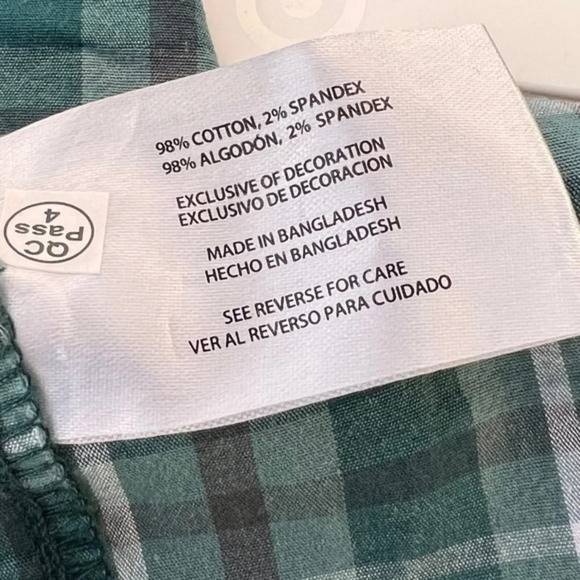 98% COTTON, 2% SPANDEX
98% ALGODÓN, 2% SPANDEX
EXCLUSIVE OF DECORATION
EXCLUSIVO DE DECORACION
MADE IN BANGLADESH
HECHO EN BANGLADESH
SEE REVERSE FOR CARE
VER AL REVERSO PARA CUIDADO
QC
Pass
4